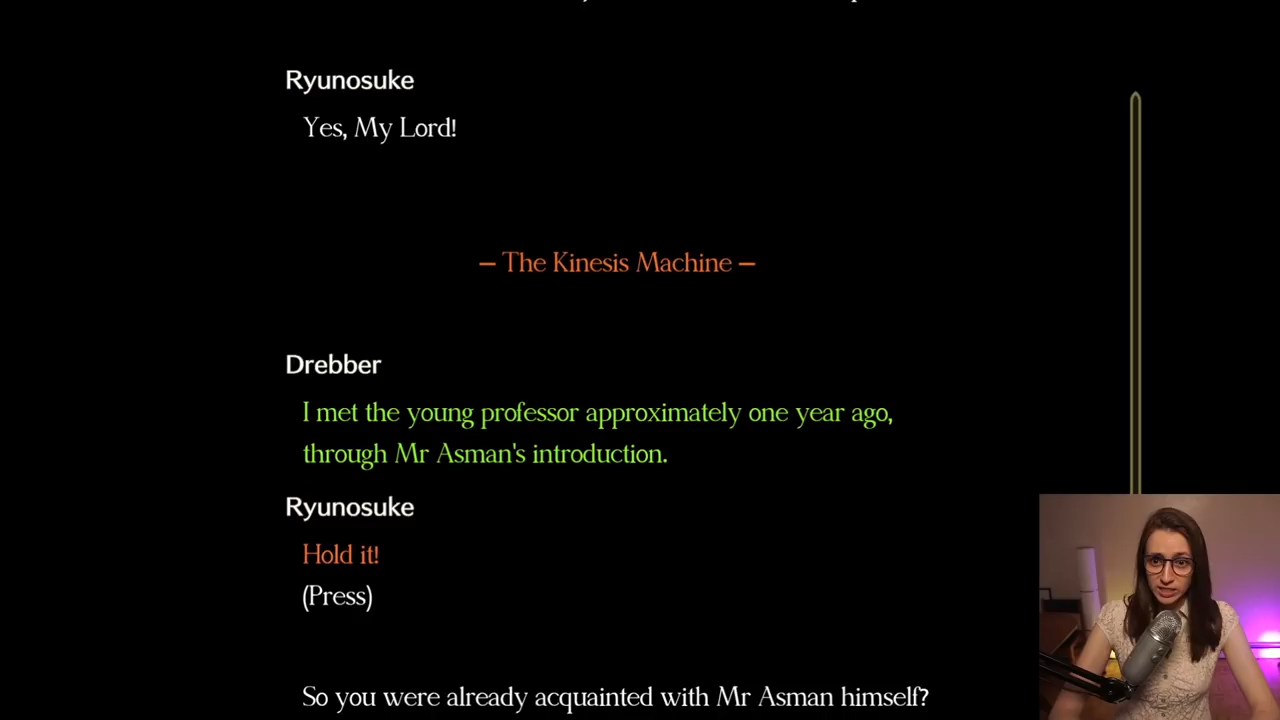 Ryunosuke
Yes, My Lord!
– The Kinesis Machine –
Drebber
I met the young professor approximately one year ago,
through Mr Asman's introduction.
Ryunosuke
Hold it!
(Press)
So you were already acquainted with Mr Asman himself?